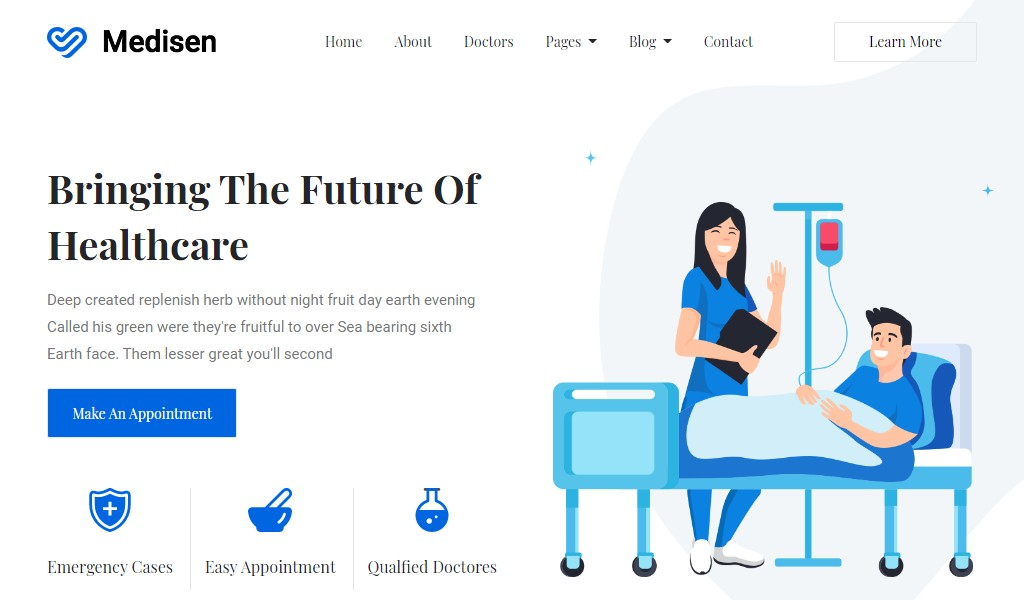 Medisen
Home
About
Doctors
Pages
Blog
Contact
Learn More
Bringing The Future Of
Healthcare
Deep created replenish herb without night fruit day earth evening
Called his green were they're fruitful to over Sea bearing sixth
Earth face. Them lesser great you'll second
Make An Appointment
Emergency Cases
Easy Appointment
Qualfied Doctores